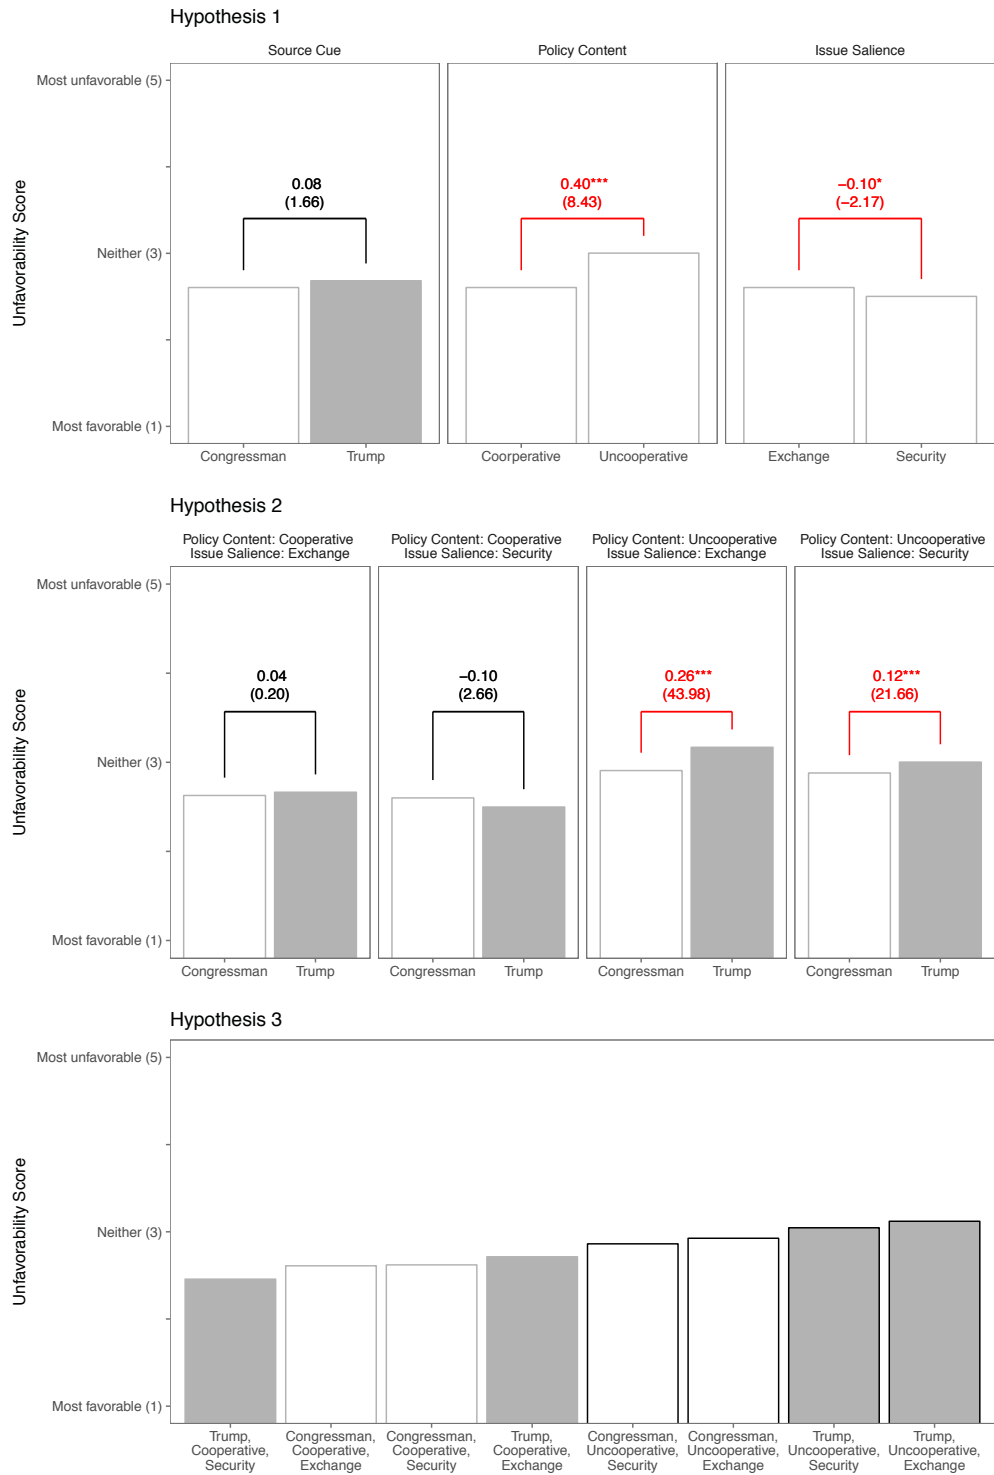 Hypothesis 1
Source Cue
Policy Content
Issue Salience
Unfavorability Score
Most unfavorable (5)
Neither (3)
Most favorable (1)
0.08
(1.66)
0.40***
(8.43)
−0.10*
(−2.17)
Congressman
Trump
Coorperative
Uncooperative
Exchange
Security
Hypothesis 2
Policy Content: Cooperative
Issue Salience: Exchange
Policy Content: Cooperative
Issue Salience: Security
Policy Content: Uncooperative
Issue Salience: Exchange
Policy Content: Uncooperative
Issue Salience: Security
Unfavorability Score
Most unfavorable (5)
Neither (3)
Most favorable (1)
0.04
(0.20)
−0.10
(2.66)
0.26***
(43.98)
0.12***
(21.66)
Congressman
Trump
Congressman
Trump
Congressman
Trump
Congressman
Trump
Hypothesis 3
Unfavorability Score
Most unfavorable (5)
Neither (3)
Most favorable (1)
Trump,
Cooperative,
Security
Congressman,
Cooperative,
Exchange
Congressman,
Cooperative,
Security
Trump,
Cooperative,
Exchange
Congressman,
Uncooperative,
Security
Congressman,
Uncooperative,
Exchange
Trump,
Uncooperative,
Security
Trump,
Uncooperative,
Exchange